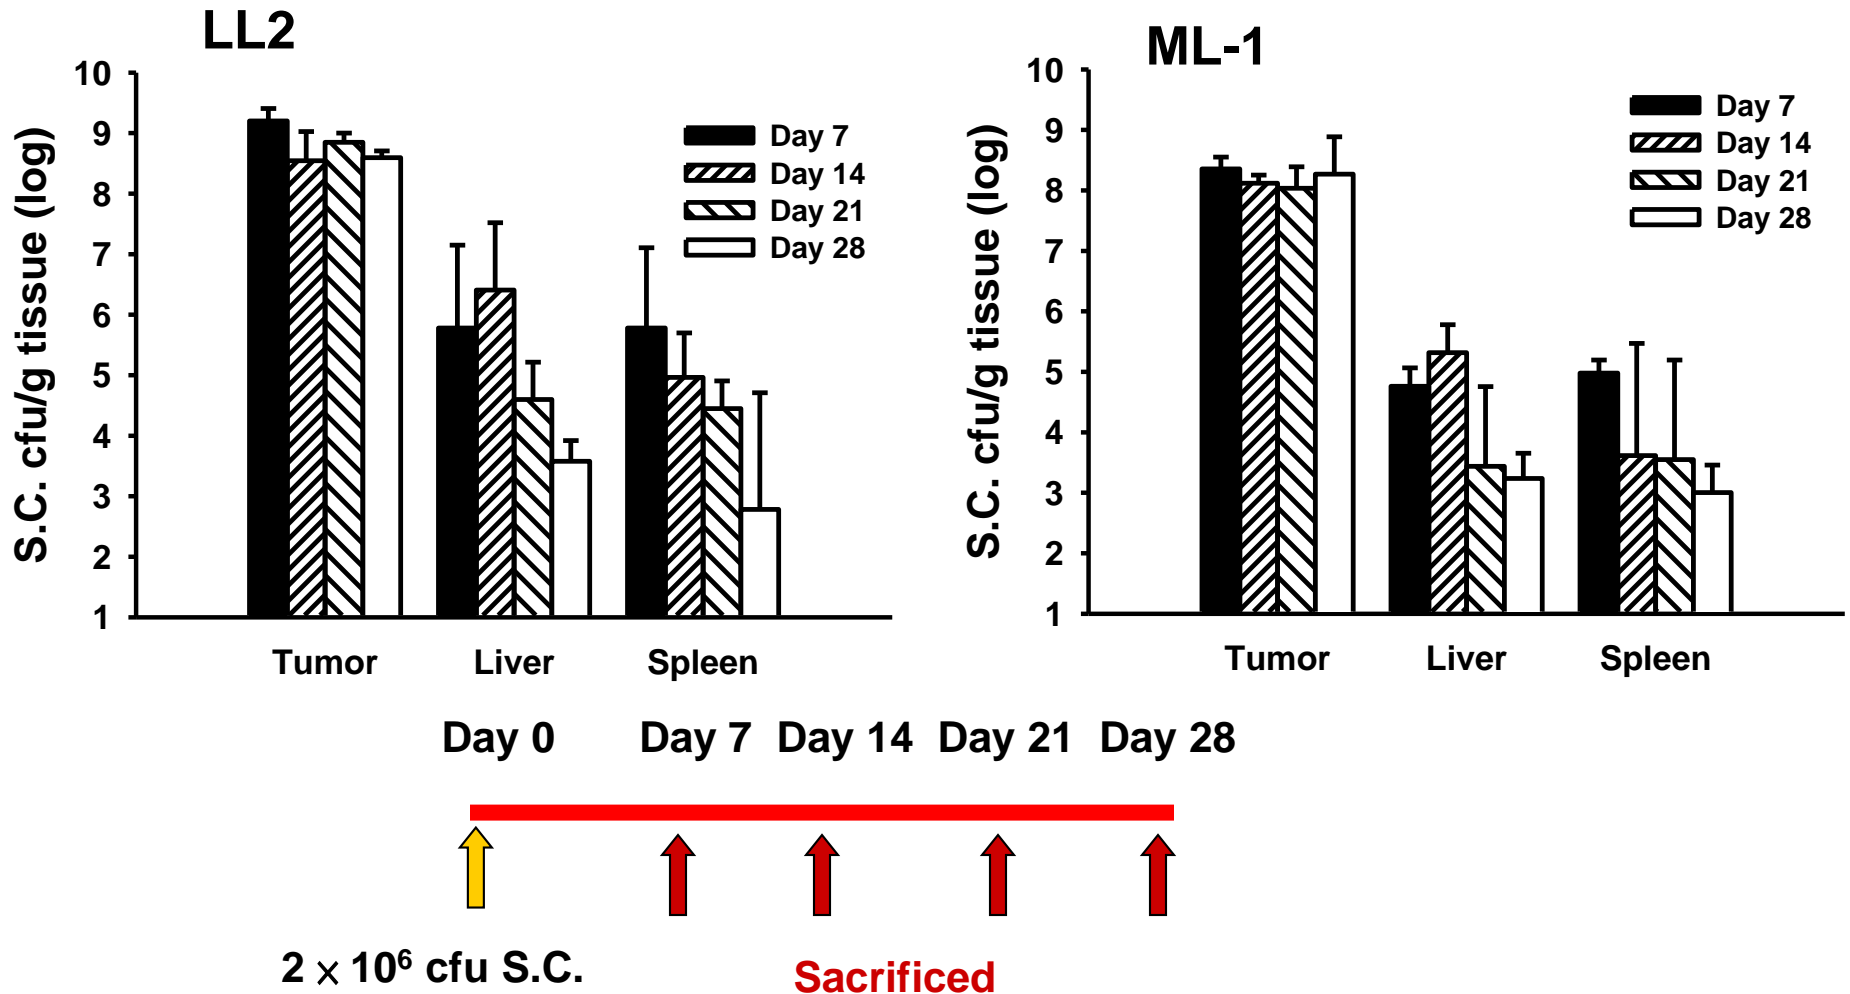 LL2
S.C. cfu/g tissue (log)
10
9
8
7
6
5
4
3
2
1
Day 7
Day 14
Day 21
Day 28
Tumor Liver Spleen
ML-1
S.C. cfu/g tissue (log)
10
9
8
7
6
5
4
3
2
1
Day 7
Day 14
Day 21
Day 28
Tumor Liver Spleen
Day 0 Day 7 Day 14 Day 21 Day 28
2 × 10⁶ cfu S.C.
Sacrificed